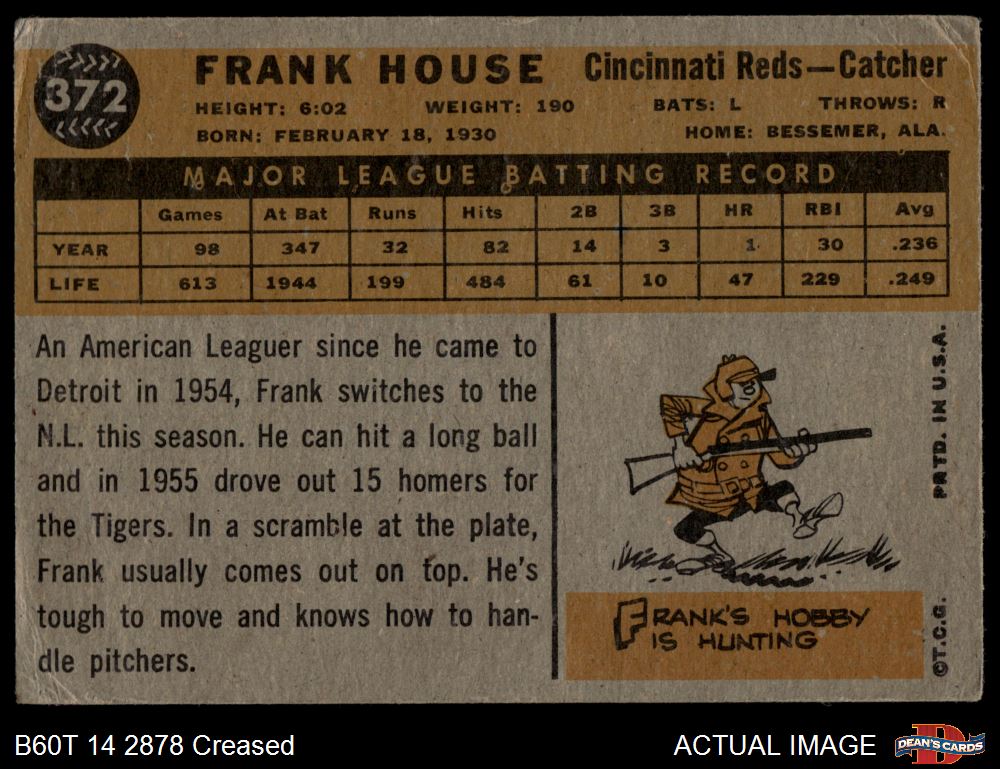 372
FRANK HOUSE Cincinnati Reds—Catcher
HEIGHT: 6:02 WEIGHT: 190 BATS: L THROWS: R
BORN: FEBRUARY 18, 1930 HOME: BESSEMER, ALA.
MAJOR LEAGUE BATTING RECORD
Games At Bat Runs Hits 2B 3B HR RBI Avg
YEAR 98 347 32 82 14 3 1 30 .236
LIFE 613 1944 199 484 61 10 47 229 .249
An American Leaguer since he came to
Detroit in 1954, Frank switches to the
N.L. this season. He can hit a long ball
and in 1955 drove out 15 homers for
the Tigers. In a scramble at the plate,
Frank usually comes out on top. He's
tough to move and knows how to han-
dle pitchers.
FRANK'S HOBBY
IS HUNTING
©T.C.G. PRTD. IN U.S.A.
B60T 14 2878 Creased
ACTUAL IMAGE
DEAN'S CARDS